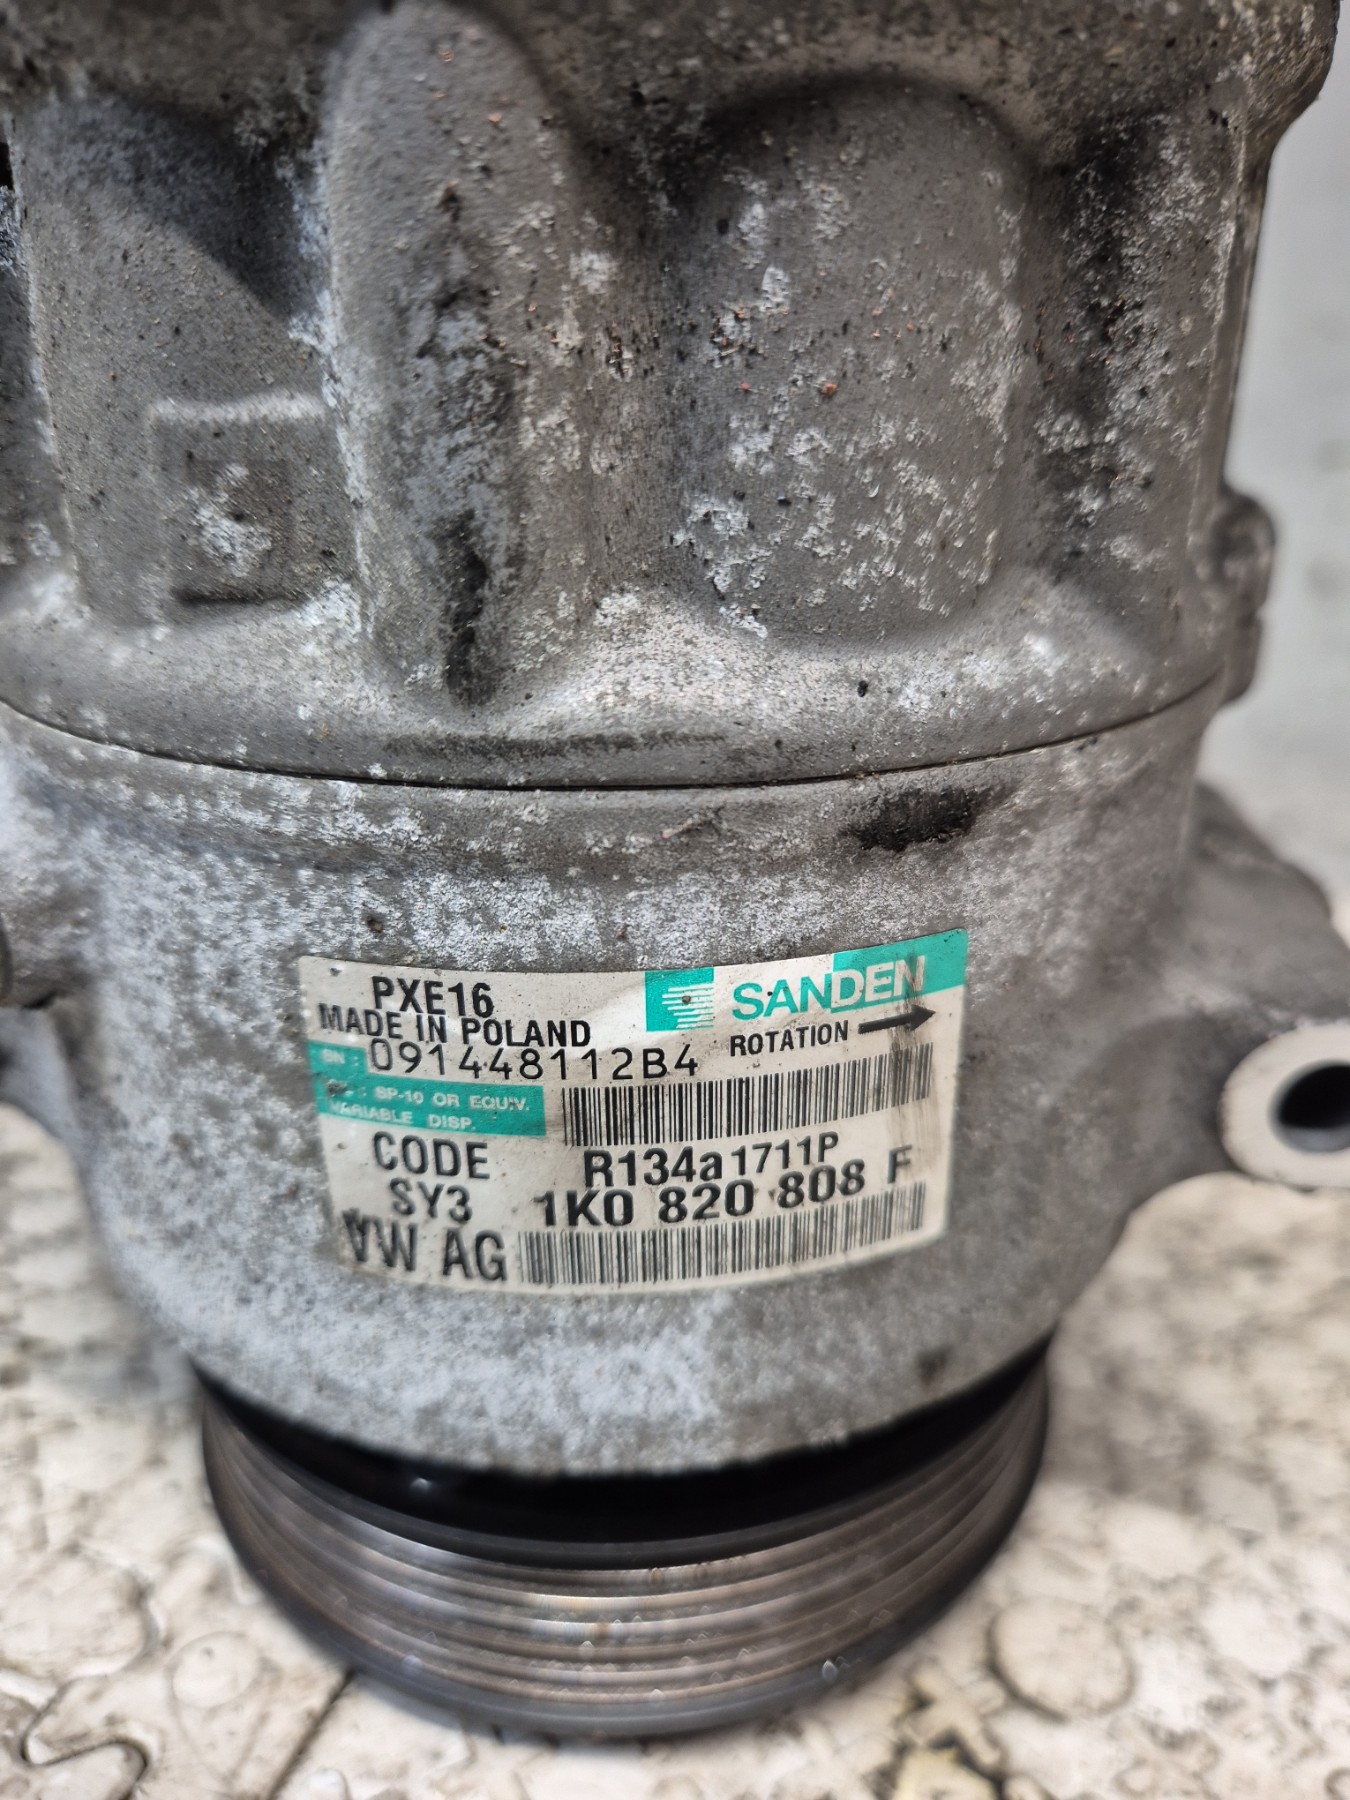 PXE16
SANDEN
MADE IN POLAND
ROTATION
SN: 091448112B4
SP-10 OR EQUIV.
VARIABLE DISP.
CODE
R134a 1711P
SY3
1K0 820 808 F
VW AG